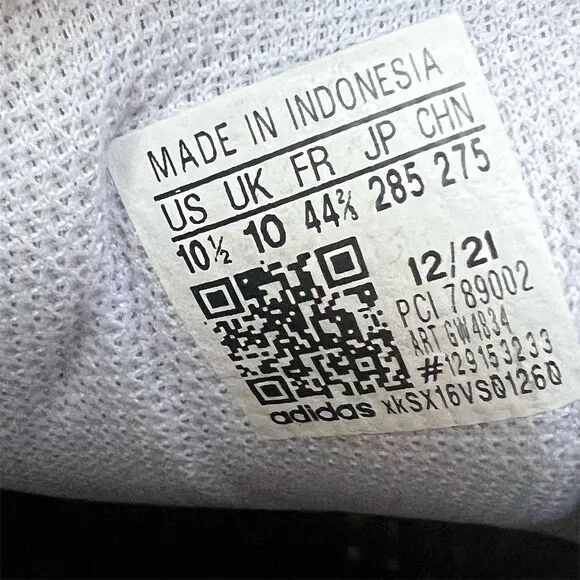 MADE IN INDONESIA
US UK FR JP CHN
10½ 10 44⅔ 285 275
12/21
PCI 789002
ART GW4834
#129153233
adidas xkSX16VSQ126Q